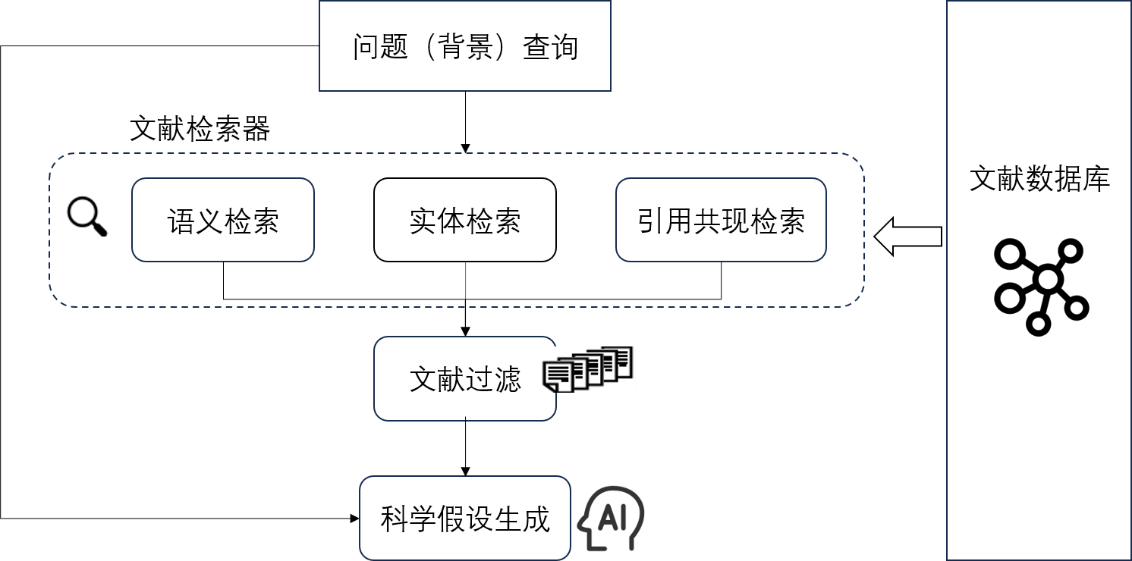 问题（背景）查询
文献检索器
语义检索
实体检索
引用共现检索
文献数据库
文献过滤
科学假设生成
AI